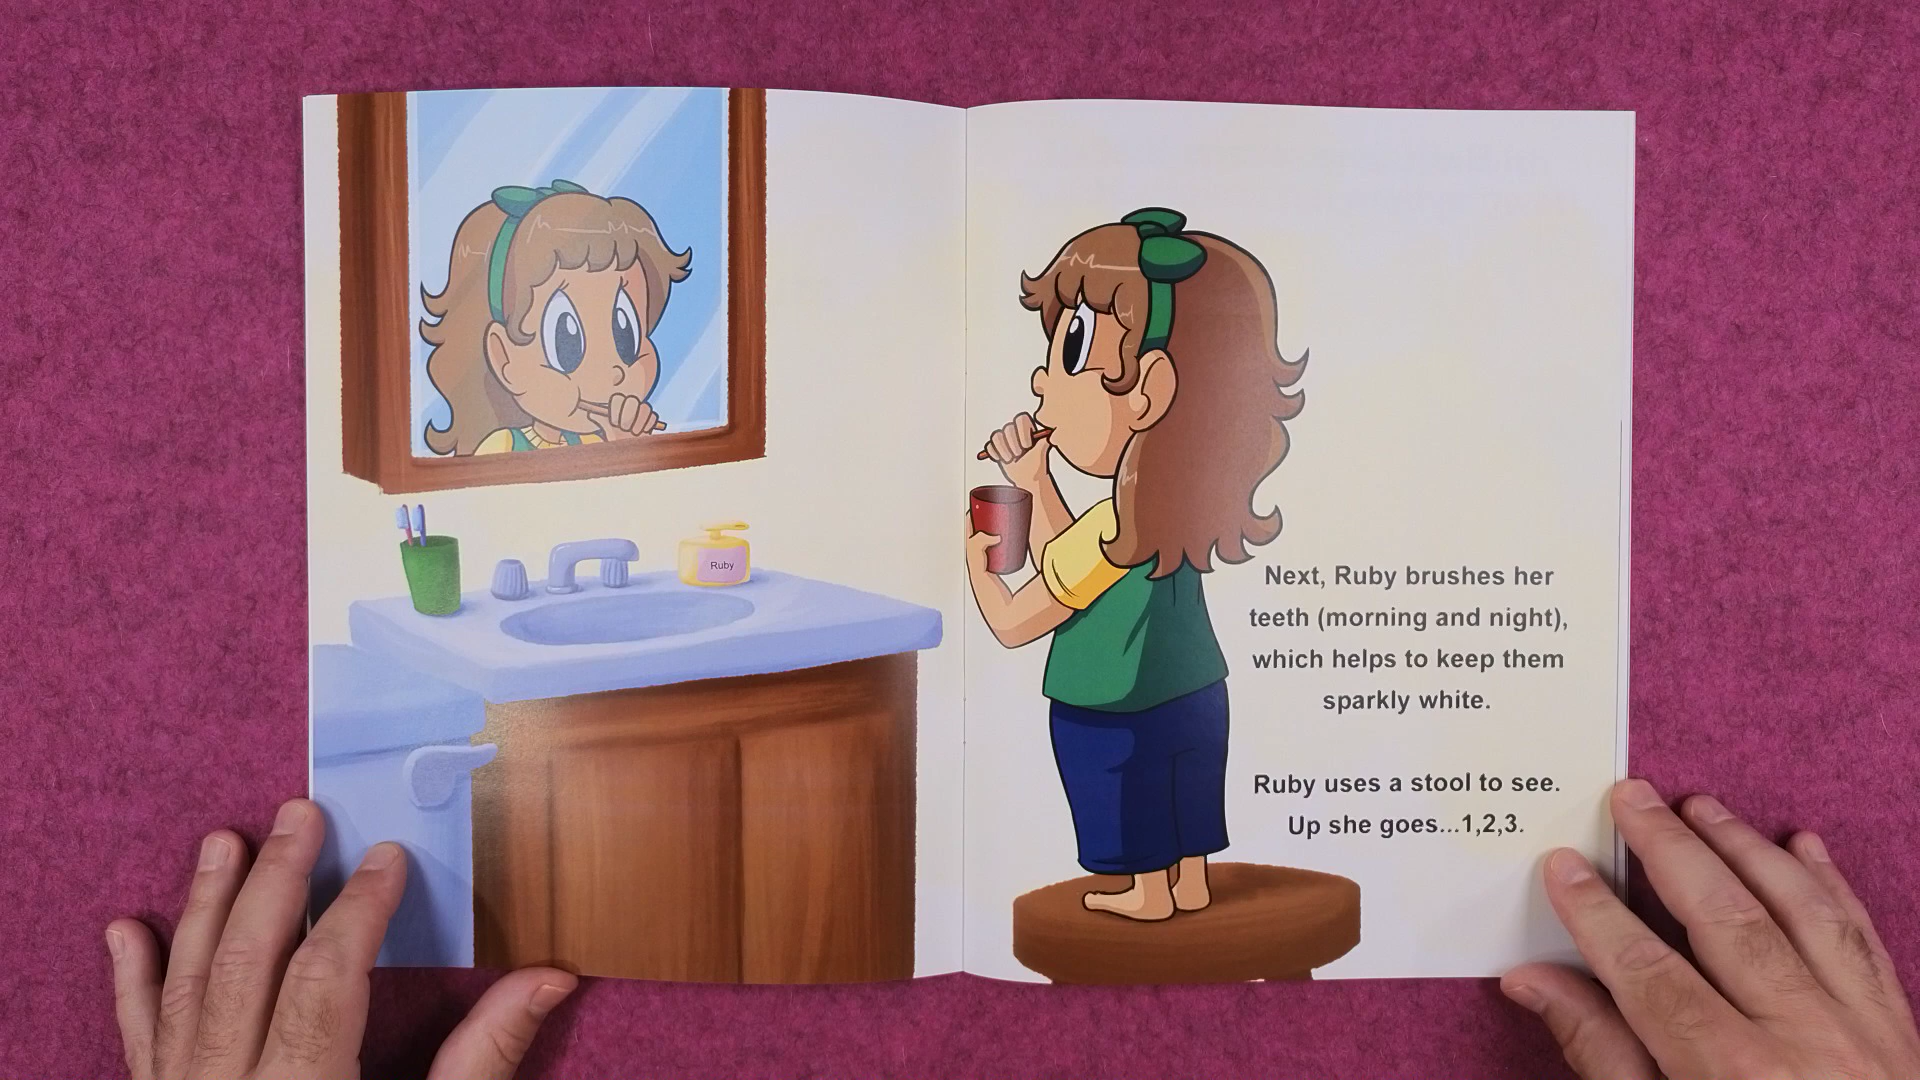 Ruby
Next, Ruby brushes her
teeth (morning and night),
which helps to keep them
sparkly white.
Ruby uses a stool to see.
Up she goes...1,2,3.